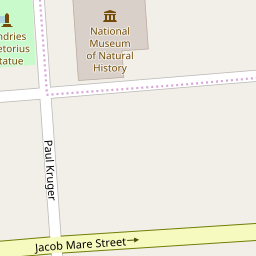 National
Museum
of Natural
History
ndries
etorius
tatue
Paul Kruger
Jacob Mare Street